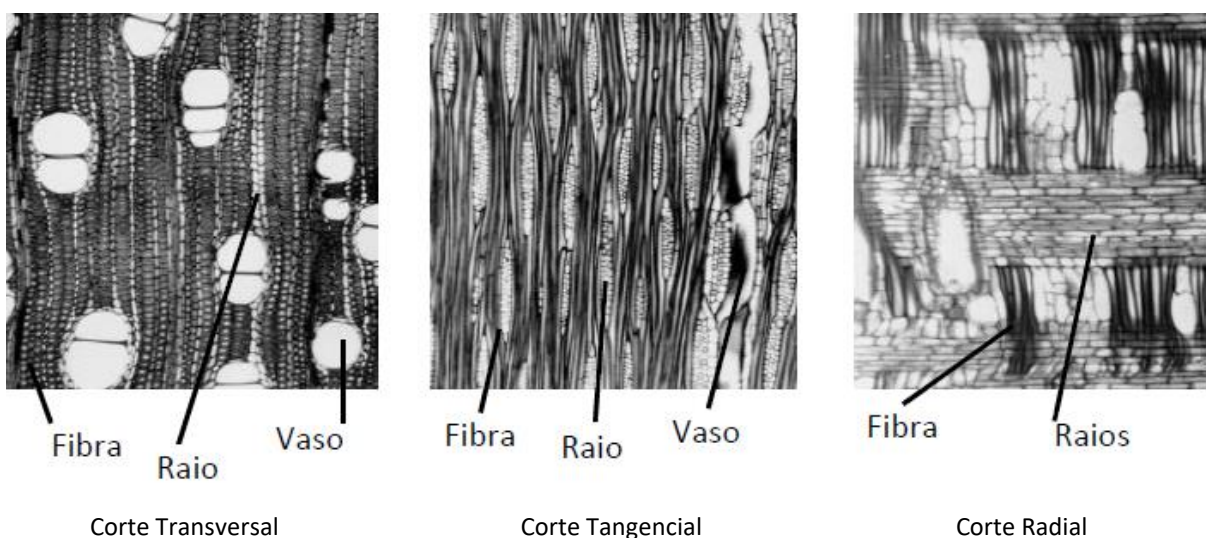 Fibra
Raio
Vaso
Fibra
Raio
Vaso
Fibra
Raios
Corte Transversal
Corte Tangencial
Corte Radial